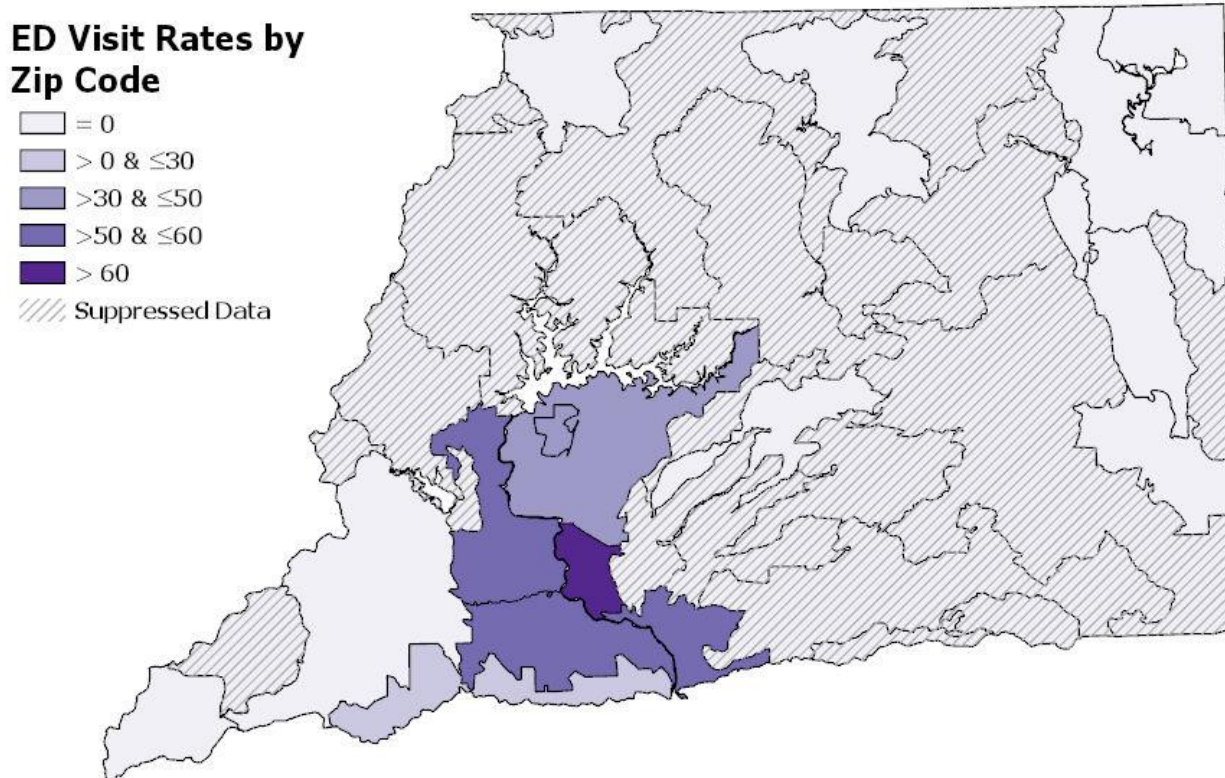 ED Visit Rates by
Zip Code
= 0
> 0 & ≤30
>30 & ≤50
>50 & ≤60
> 60
Suppressed Data